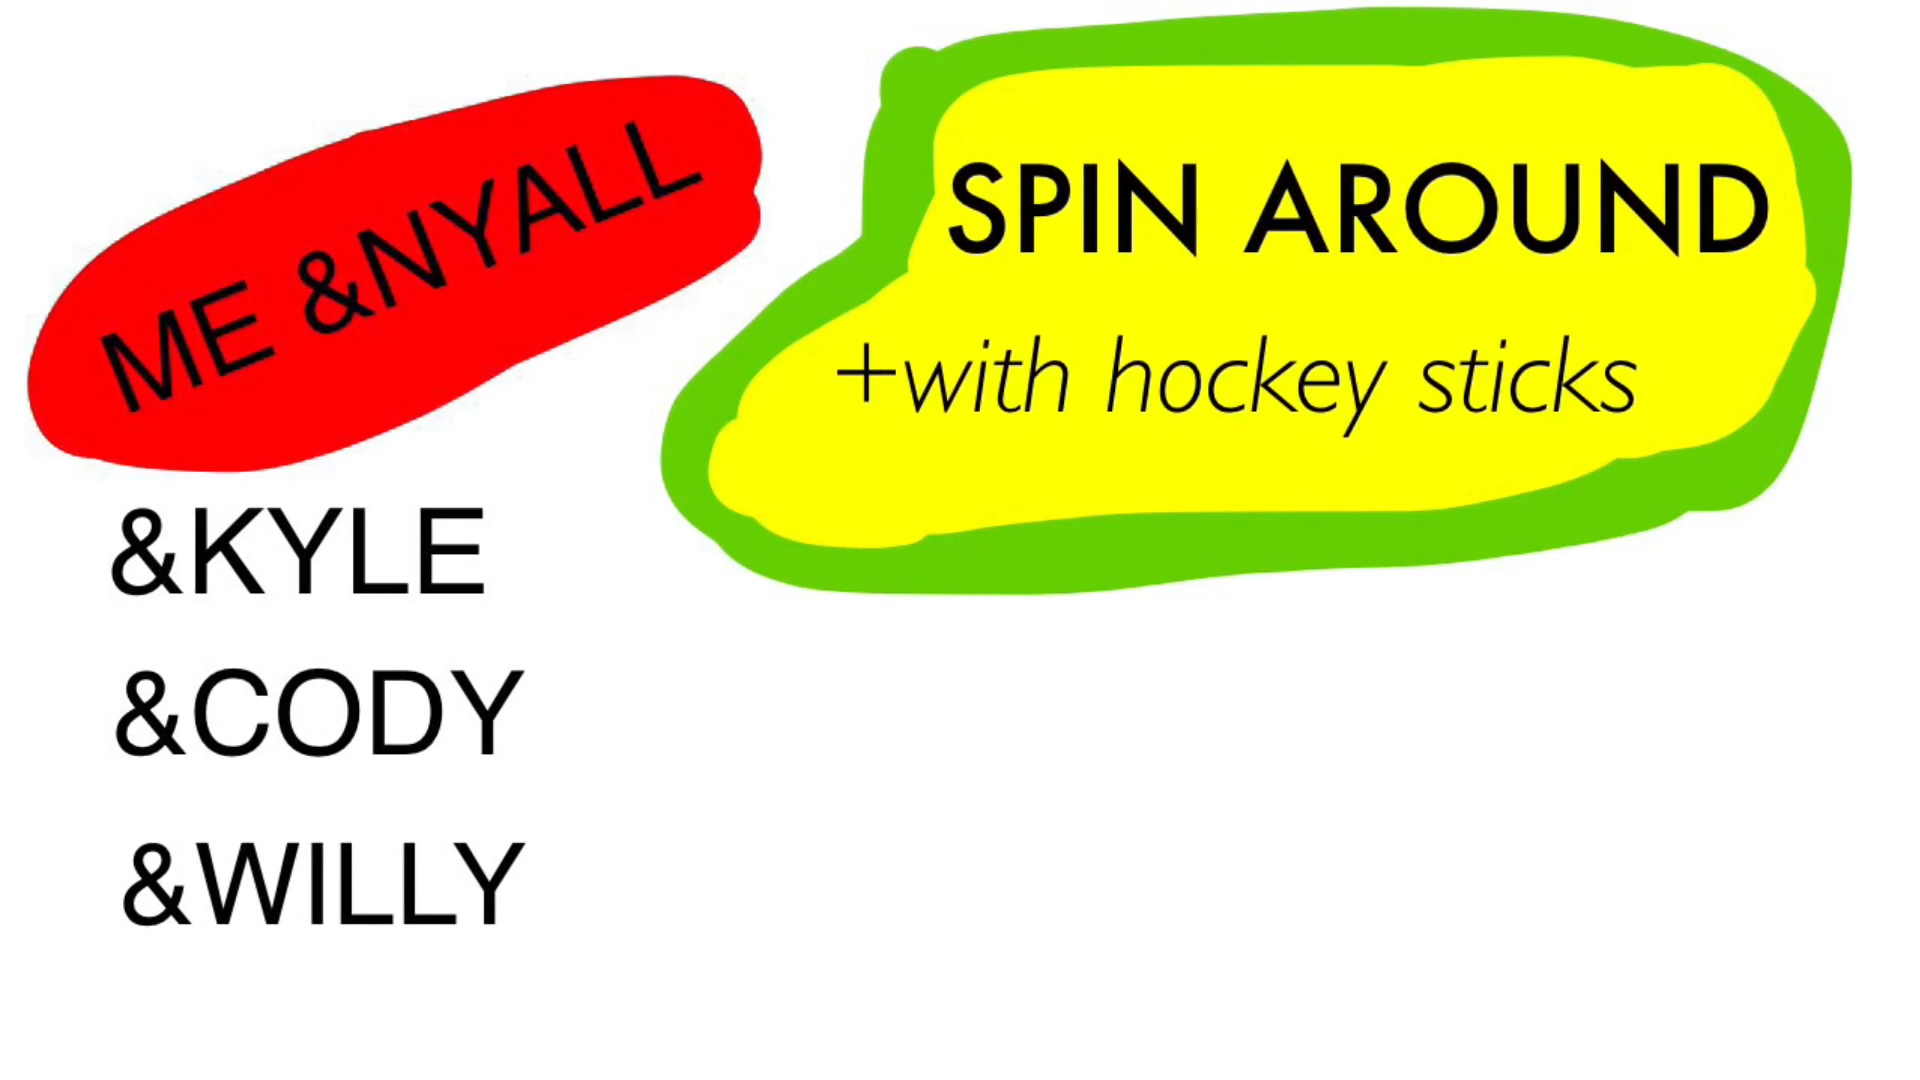 ME &NYALL
SPIN AROUND
+with hockey sticks
&KYLE
&CODY
&WILLY